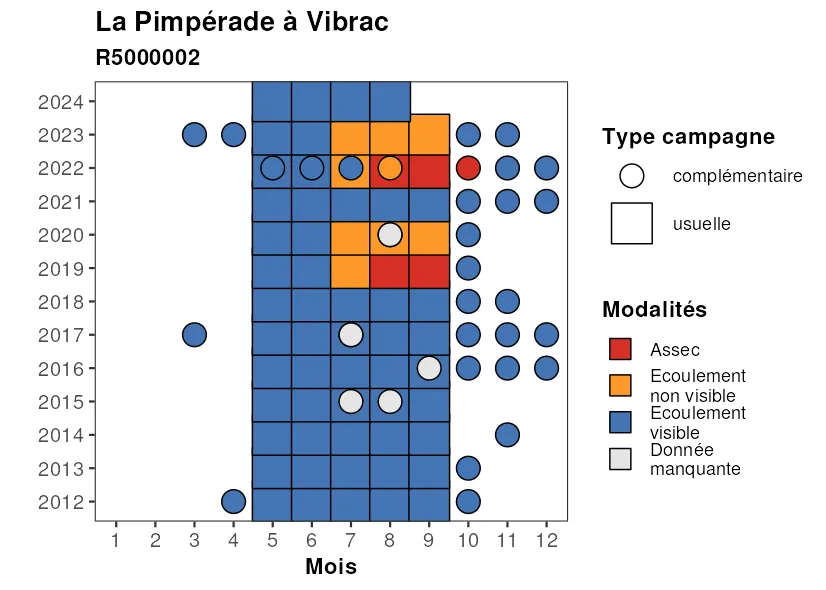 La Pimpérade à Vibrac
R5000002
2024
2023
2022
2021
2020
2019
2018
2017
2016
2015
2014
2013
2012
1 2 3 4 5 6 7 8 9 10 11 12
Mois
Type campagne
complémentaire
usuelle
Modalités
Assec
Ecoulement
non visible
Ecoulement
visible
Donnée
manquante